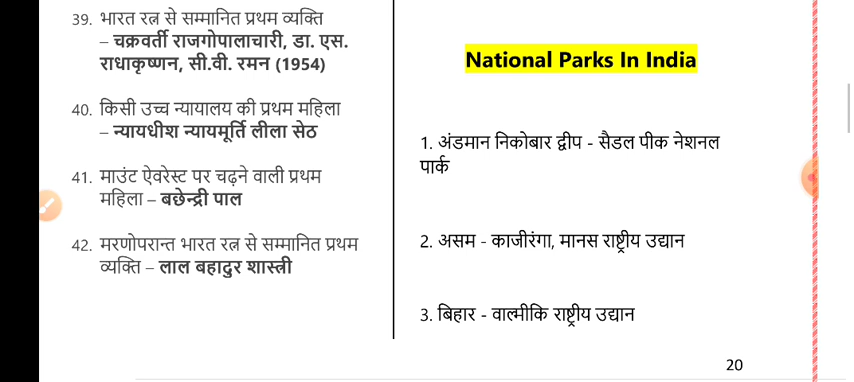 39. भारत रत्न से सम्मानित प्रथम व्यक्ति
– चक्रवर्ती राजगोपालाचारी, डा. एस.
राधाकृष्णन, सी.वी. रमन (1954)
40. किसी उच्च न्यायालय की प्रथम महिला
– न्यायधीश न्यायमूर्ति लीला सेठ
41. माउंट ऐवरेस्ट पर चढ़ने वाली प्रथम
महिला – बछेन्द्री पाल
42. मरणोपरान्त भारत रत्न से सम्मानित प्रथम
व्यक्ति – लाल बहादुर शास्त्री
National Parks In India
1. अंडमान निकोबार द्वीप - सैडल पीक नेशनल
पार्क
2. असम - काजीरंगा, मानस राष्ट्रीय उद्यान
3. बिहार - वाल्मीकि राष्ट्रीय उद्यान
20